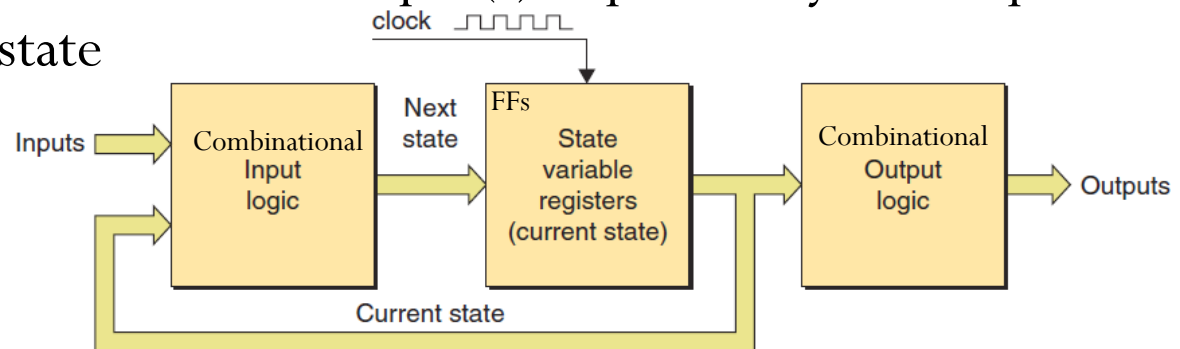 clock
state
Inputs
Combinational
Input
logic
Next
state
FFs
State
variable
registers
(current state)
Combinational
Output
logic
Outputs
Current state